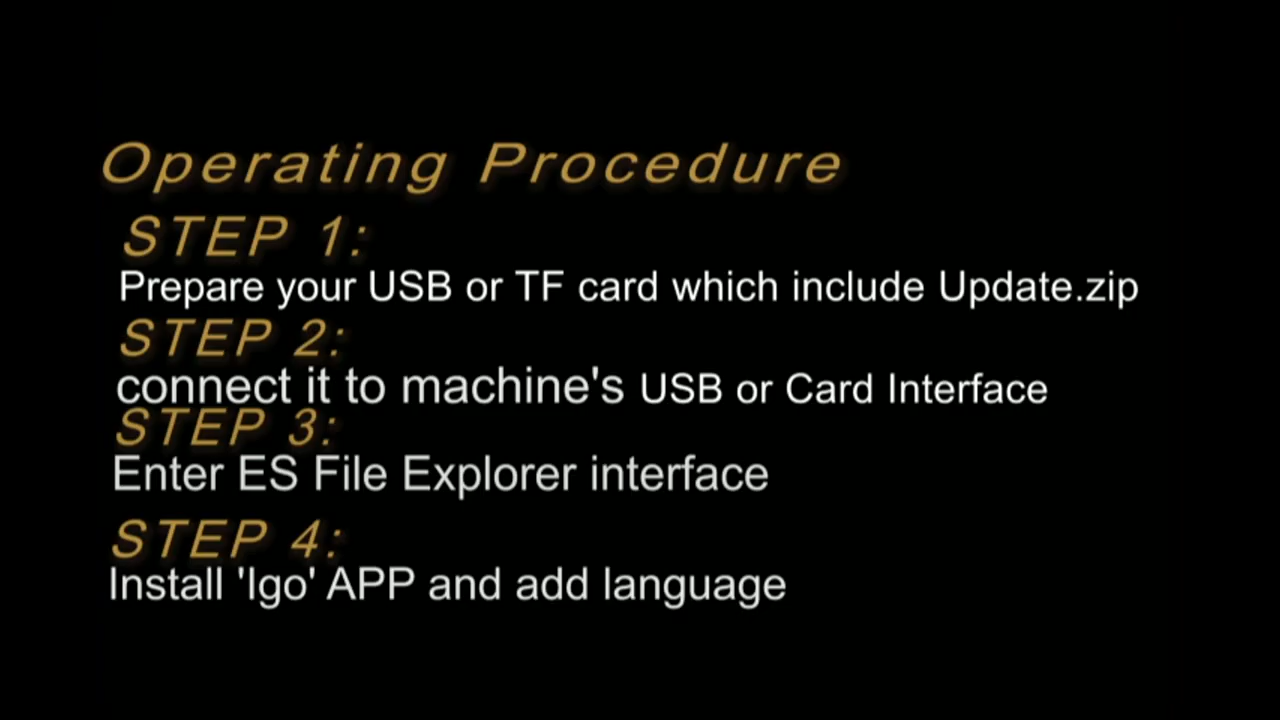 Operating Procedure
STEP 1:
Prepare your USB or TF card which include Update.zip
STEP 2:
connect it to machine's USB or Card Interface
STEP 3:
Enter ES File Explorer interface
STEP 4:
Install 'Igo' APP and add language